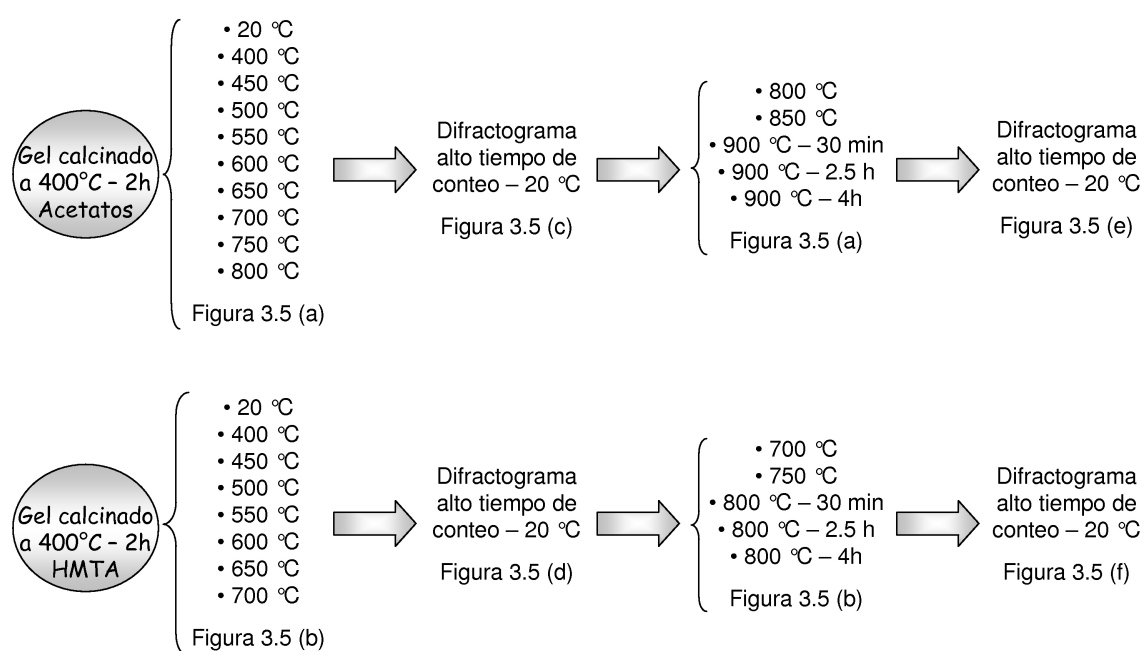 Gel calcinado
a 400°C – 2h
Acetatos
• 20 °C
• 400 °C
• 450 °C
• 500 °C
• 550 °C
• 600 °C
• 650 °C
• 700 °C
• 750 °C
• 800 °C
Figura 3.5 (a)
Difractograma
alto tiempo de
conteo – 20 °C
Figura 3.5 (c)
• 800 °C
• 850 °C
• 900 °C – 30 min
• 900 °C – 2.5 h
• 900 °C – 4h
Figura 3.5 (a)
Difractograma
alto tiempo de
conteo – 20 °C
Figura 3.5 (e)
Gel calcinado
a 400°C – 2h
HMTA
• 20 °C
• 400 °C
• 450 °C
• 500 °C
• 550 °C
• 600 °C
• 650 °C
• 700 °C
Figura 3.5 (b)
Difractograma
alto tiempo de
conteo – 20 °C
Figura 3.5 (d)
• 700 °C
• 750 °C
• 800 °C – 30 min
• 800 °C – 2.5 h
• 800 °C – 4h
Figura 3.5 (b)
Difractograma
alto tiempo de
conteo – 20 °C
Figura 3.5 (f)